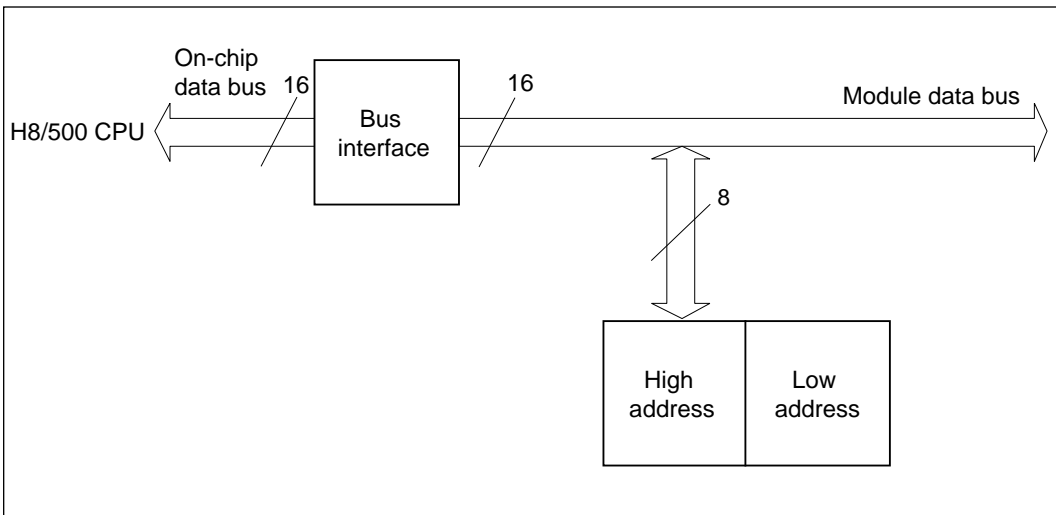 On-chip
data bus
16
16
Module data bus
H8/500 CPU
Bus
interface
8
High
address
Low
address